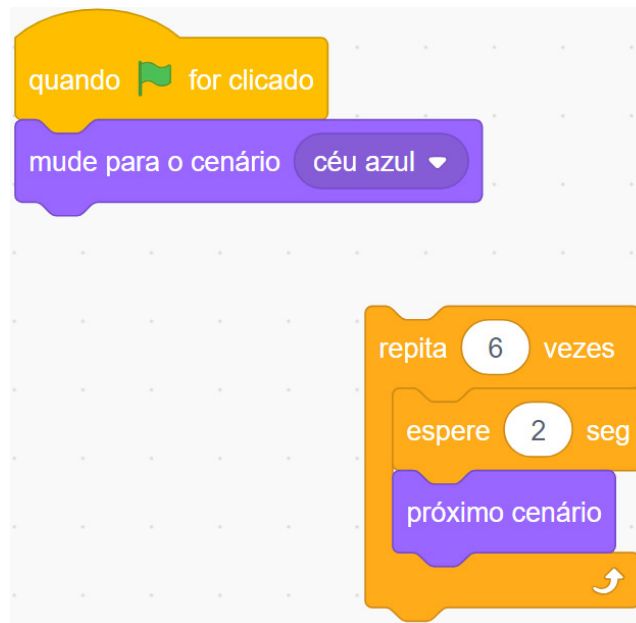 quando for clicado
mude para o cenário céu azul
repita 6 vezes
espere 2 seg
próximo cenário